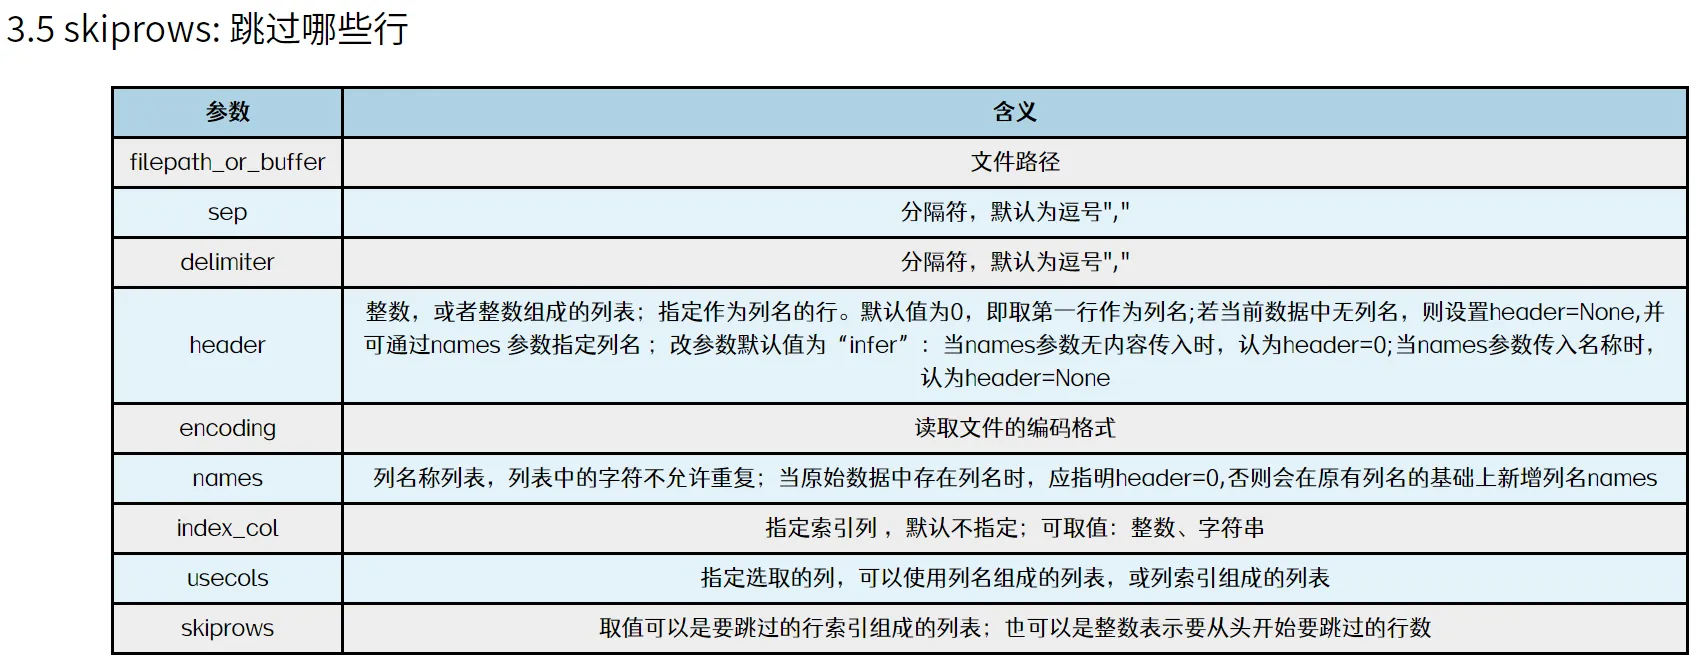 3.5 skiprows: 跳过哪些行
参数 含义
filepath_or_buffer 文件路径
sep 分隔符，默认为逗号","
delimiter 分隔符，默认为逗号","
header
整数，或者整数组成的列表；指定作为列名的行。默认值为0，即取第一行作为列名;若当前数据中无列名，则设置header=None,并
可通过names 参数指定列名 ；改参数默认值为“infer”：当names参数无内容传入时，认为header=0;当names参数传入名称时，
认为header=None
encoding 读取文件的编码格式
names 列名称列表，列表中的字符不允许重复；当原始数据中存在列名时，应指明header=0,否则会在原有列名的基础上新增列名names
index_col 指定索引列 ，默认不指定；可取值：整数、字符串
usecols 指定选取的列，可以使用列名组成的列表，或列索引组成的列表
skiprows 取值可以是要跳过的行索引组成的列表；也可以是整数表示要从头开始要跳过的行数